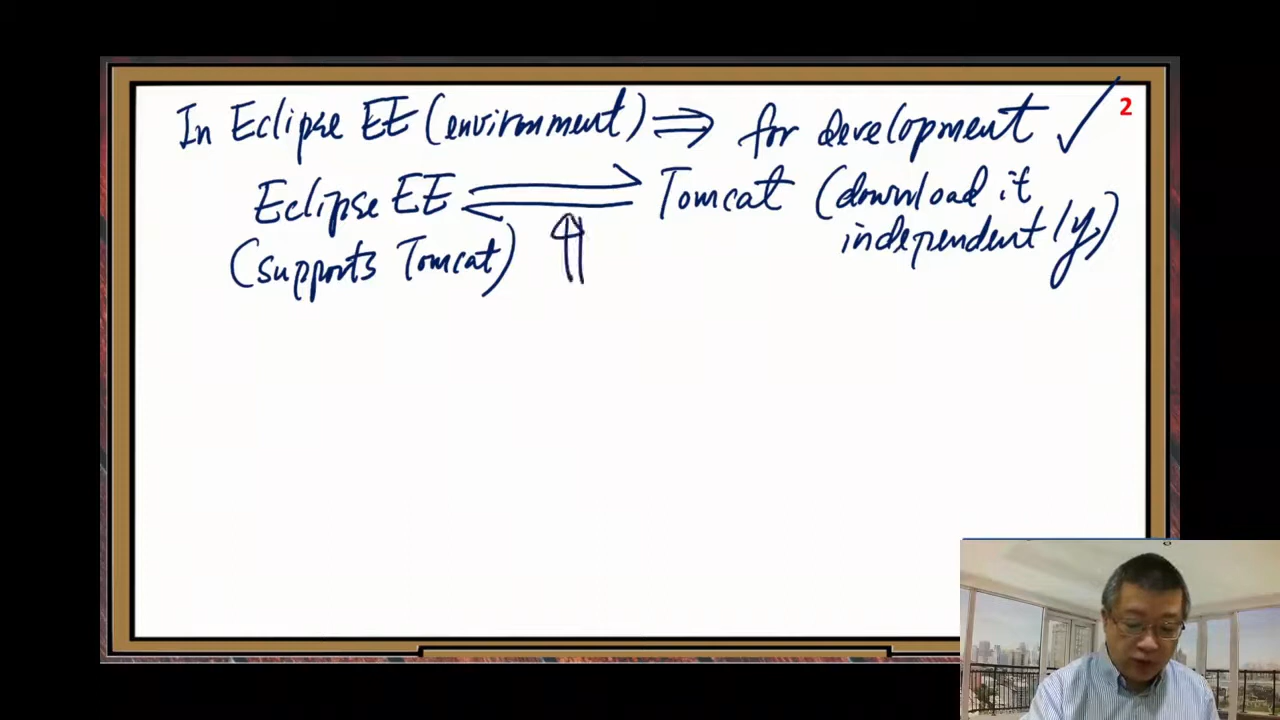 In Eclipse EE (environment) ⇒ for development ✓
2
Eclipse EE ⇌ Tomcat (download it
independently)
(supports Tomcat) ⇑